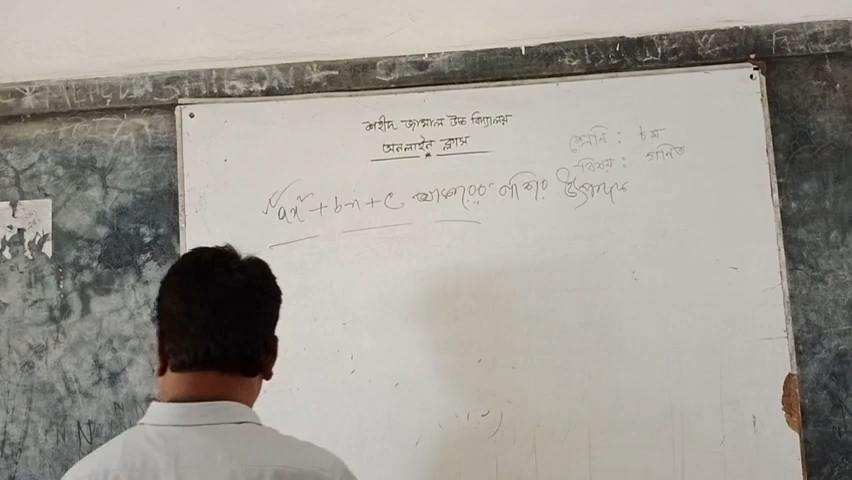 শহীদ জামাল উচ্চ বিদ্যালয়
অনলাইন ক্লাস
শ্রেণি : ৮ম
বিষয় : গণিত
"ax² + bx + c আকারের রাশির উৎপাদক